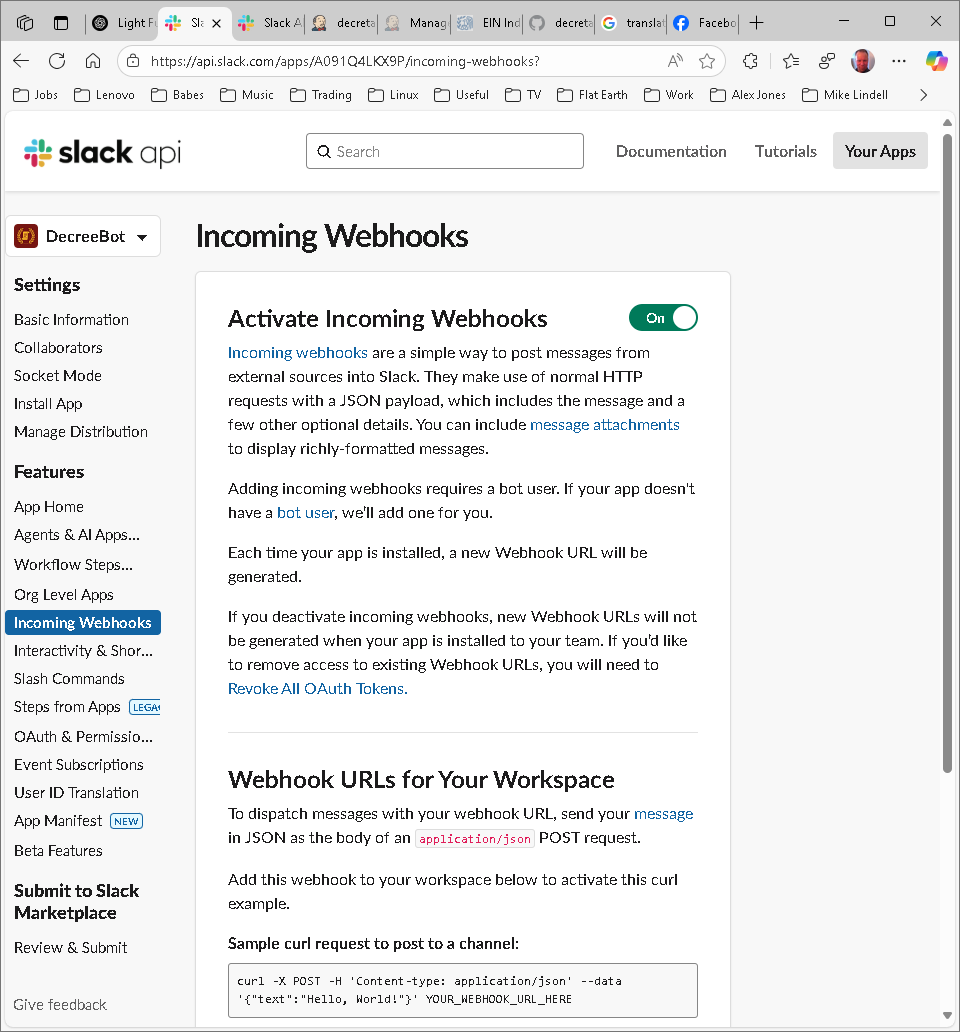 Light F
Sl
Slack A
decreta
Manag
EIN Ind
decreta
translat
Facebo
https://api.slack.com/apps/A091Q4LKX9P/incoming-webhooks?
Jobs
Lenovo
Babes
Music
Trading
Linux
Useful
TV
Flat Earth
Work
Alex Jones
Mike Lindell
slack api
Search
Documentation
Tutorials
Your Apps
DecreeBot
Settings
Basic Information
Collaborators
Socket Mode
Install App
Manage Distribution
Features
App Home
Agents & AI Apps...
Workflow Steps...
Org Level Apps
Incoming Webhooks
Interactivity & Shor...
Slash Commands
Steps from Apps LEGA
OAuth & Permissio...
Event Subscriptions
User ID Translation
App Manifest NEW
Beta Features
Submit to Slack
Marketplace
Review & Submit
Give feedback
Incoming Webhooks
Activate Incoming Webhooks
On
Incoming webhooks are a simple way to post messages from
external sources into Slack. They make use of normal HTTP
requests with a JSON payload, which includes the message and a
few other optional details. You can include message attachments
to display richly-formatted messages.
Adding incoming webhooks requires a bot user. If your app doesn't
have a bot user, we'll add one for you.
Each time your app is installed, a new Webhook URL will be
generated.
If you deactivate incoming webhooks, new Webhook URLs will not
be generated when your app is installed to your team. If you'd like
to remove access to existing Webhook URLs, you will need to
Revoke All OAuth Tokens.
Webhook URLs for Your Workspace
To dispatch messages with your webhook URL, send your message
in JSON as the body of an application/json POST request.
Add this webhook to your workspace below to activate this curl
example.
Sample curl request to post to a channel:
curl -X POST -H 'Content-type: application/json' --data
'{"text":"Hello, World!"}' YOUR_WEBHOOK_URL_HERE